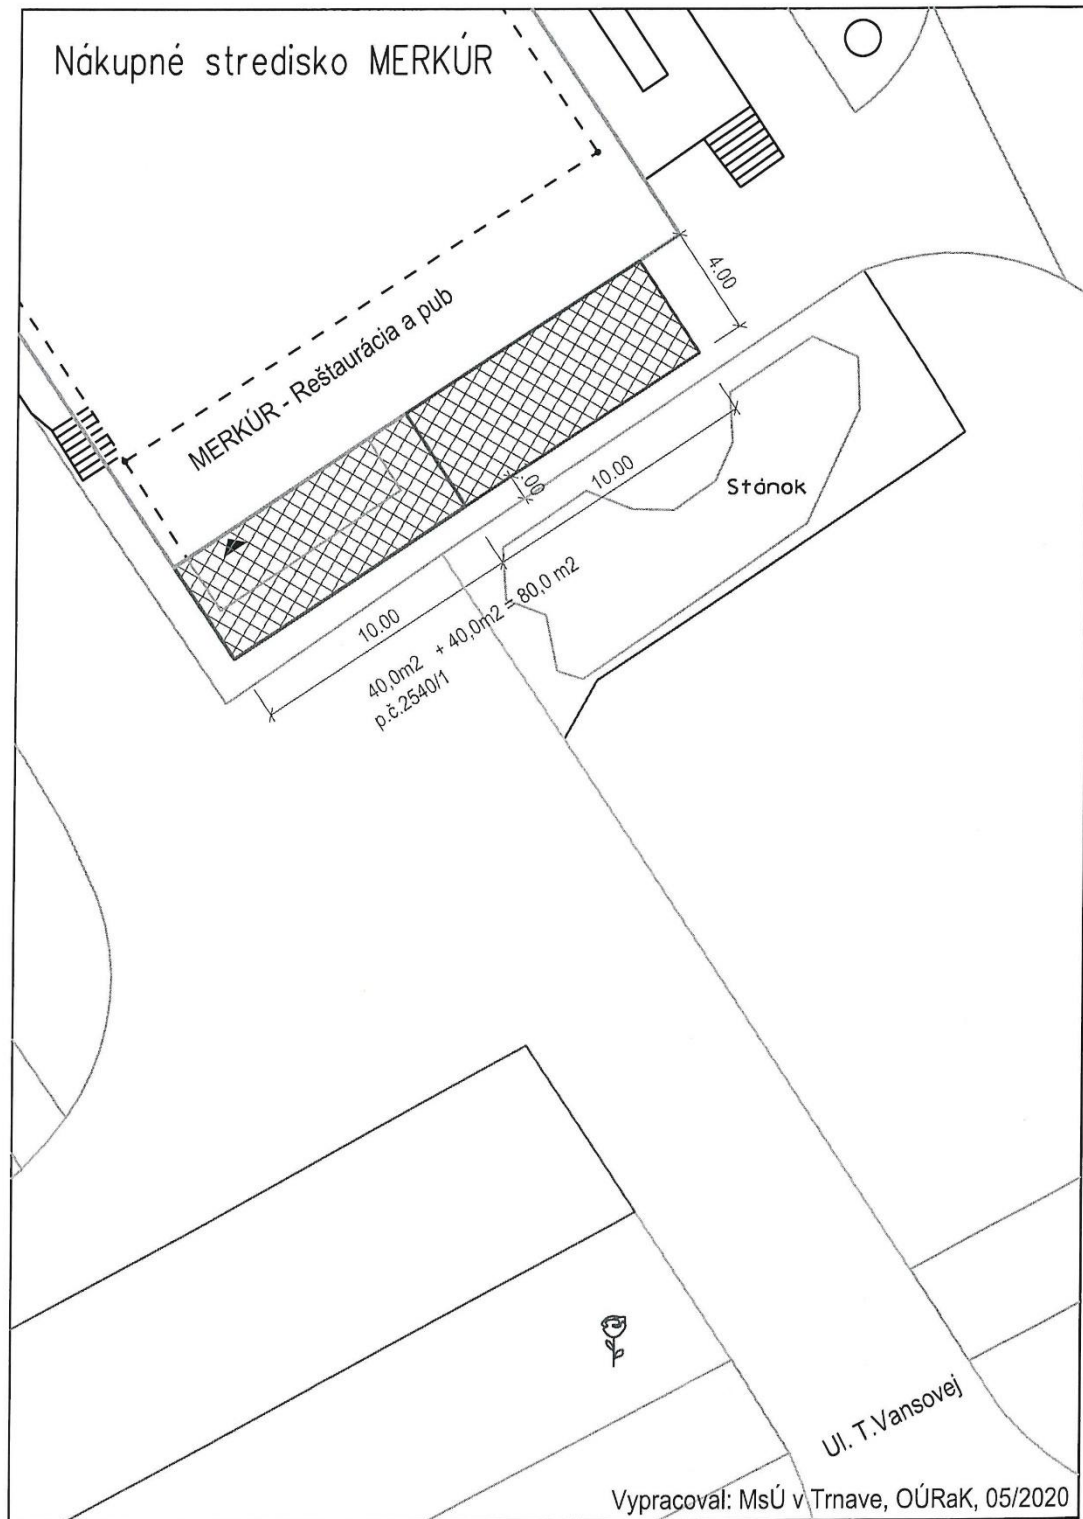 Nákupné stredisko MERKÚR
4.00
MERKÚR - Reštaurácia a pub
10.00
Stánok
10.00
40,0m2 + 40,0m2 = 80,0 m2
p.č.2540/1
Ul. T.Vansovej
Vypracoval: MsÚ v Trnave, OÚRaK, 05/2020